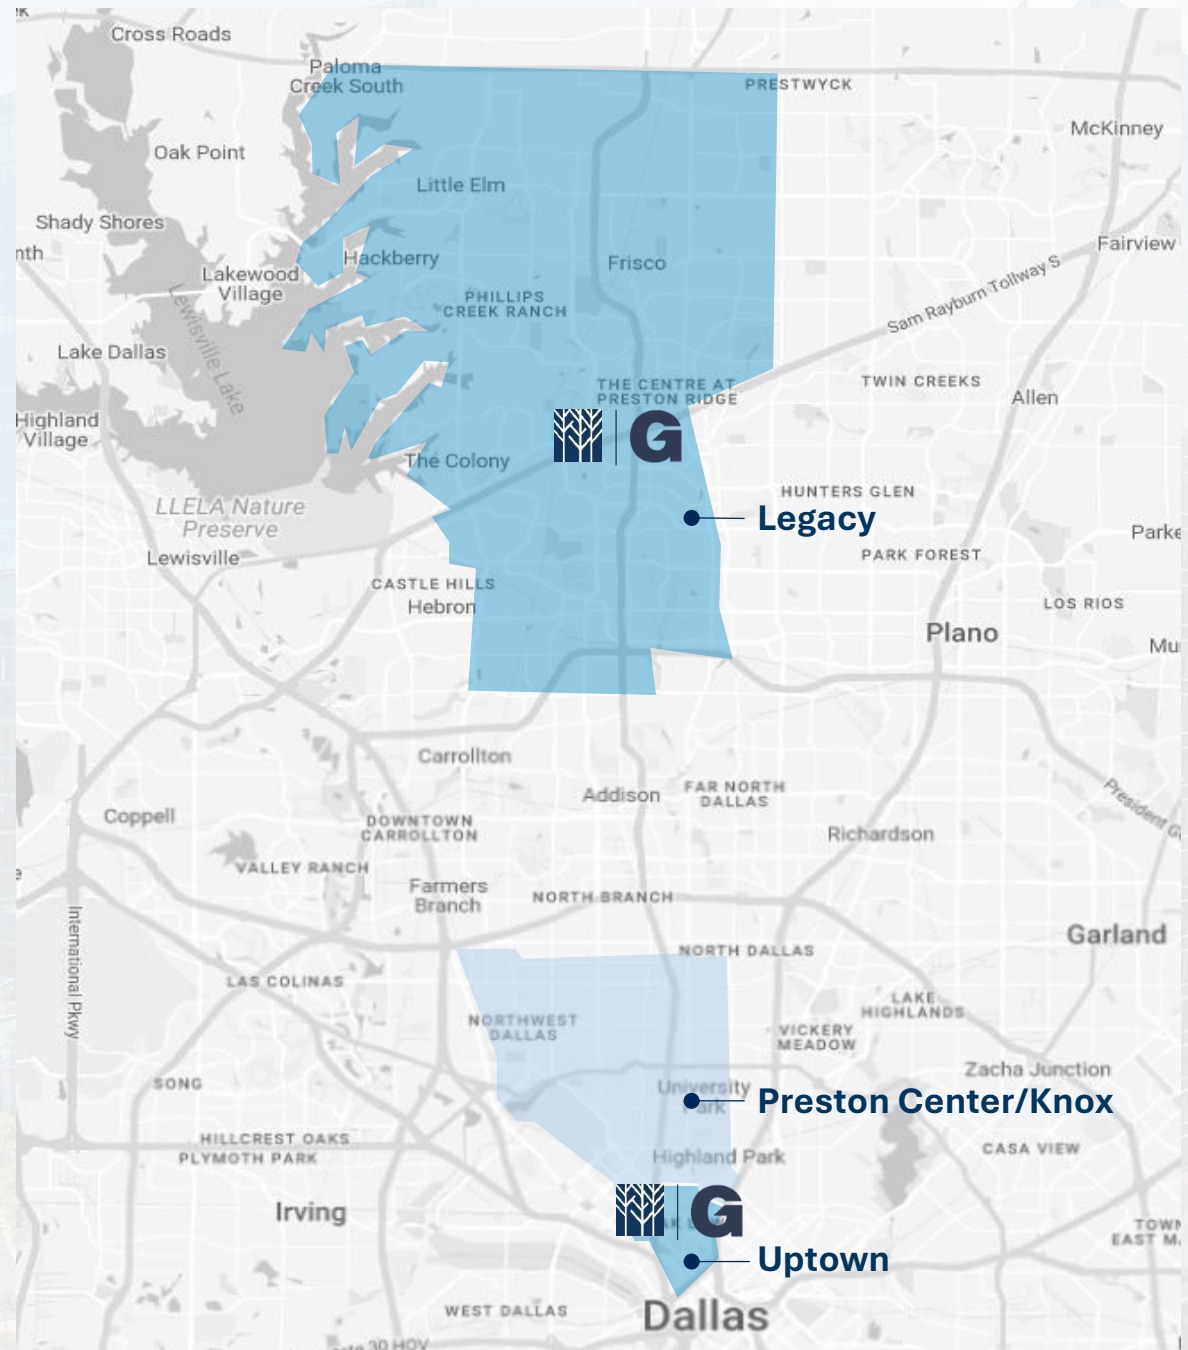 Cross Roads
Paloma
Creek South
PRESTWYCK
McKinney
Oak Point
Little Elm
Shady Shores
Fairview
Hackberry
Frisco
Lakewood
Village
PHILLIPS
CREEK RANCH
Sam Rayburn Tollway S
Lewisville Lake
Lake Dallas
THE CENTRE AT
PRESTON RIDGE
TWIN CREEKS
Allen
Highland
Village
G
The Colony
HUNTERS GLEN
LLELA Nature
Preserve
Legacy
Lewisville
PARK FOREST
CASTLE HILLS
Hebron
LOS RIOS
Plano
Carrollton
Addison
FAR NORTH
DALLAS
Coppell
DOWNTOWN
CARROLLTON
Richardson
VALLEY RANCH
Farmers
Branch
NORTH BRANCH
International Pkwy
Garland
NORTH DALLAS
LAS COLINAS
LAKE
HIGHLANDS
NORTHWEST
DALLAS
VICKERY
MEADOW
Zacha Junction
SONG
University
Park
Preston Center/Knox
HILLCREST OAKS
PLYMOTH PARK
CASA VIEW
Highland Park
Irving
G
Uptown
WEST DALLAS
Dallas